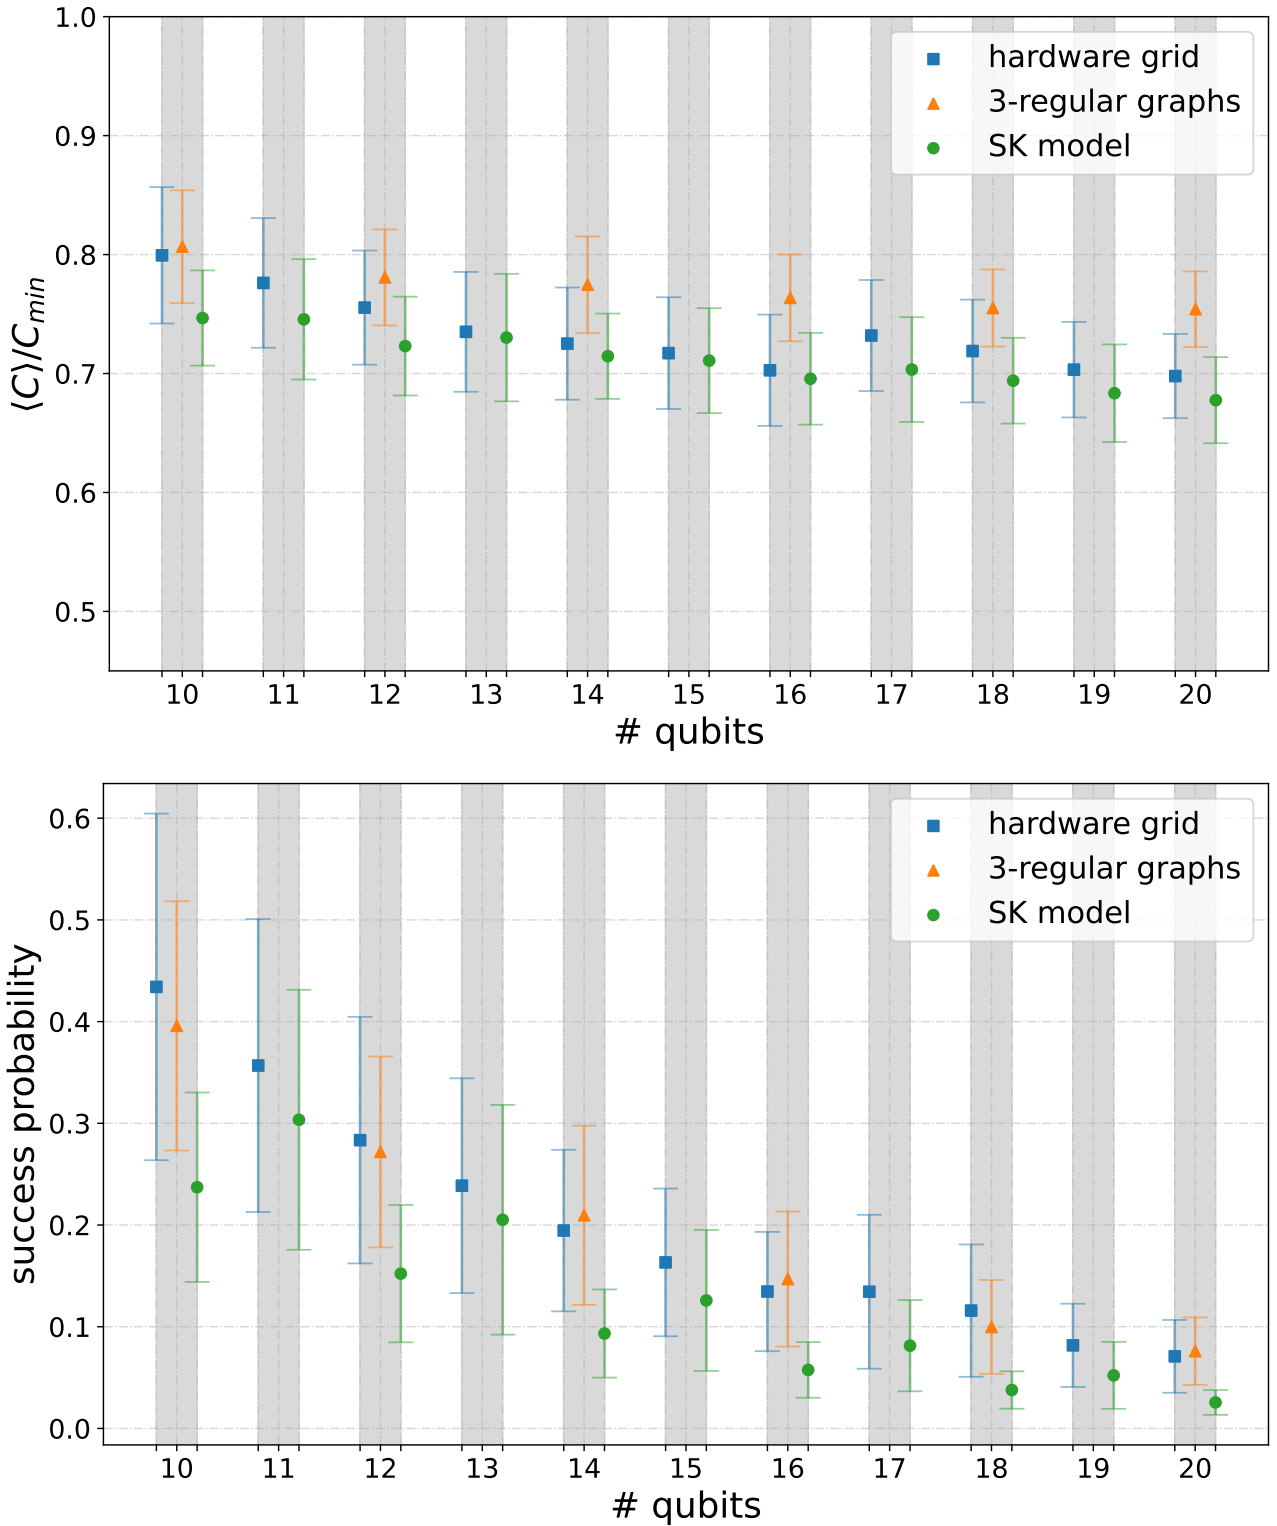 1.0
0.9
0.8
0.7
0.6
0.5
⟨C⟩/C_min
hardware grid
3-regular graphs
SK model
10 11 12 13 14 15 16 17 18 19 20
# qubits
0.6
0.5
0.4
0.3
0.2
0.1
0.0
success probability
hardware grid
3-regular graphs
SK model
10 11 12 13 14 15 16 17 18 19 20
# qubits